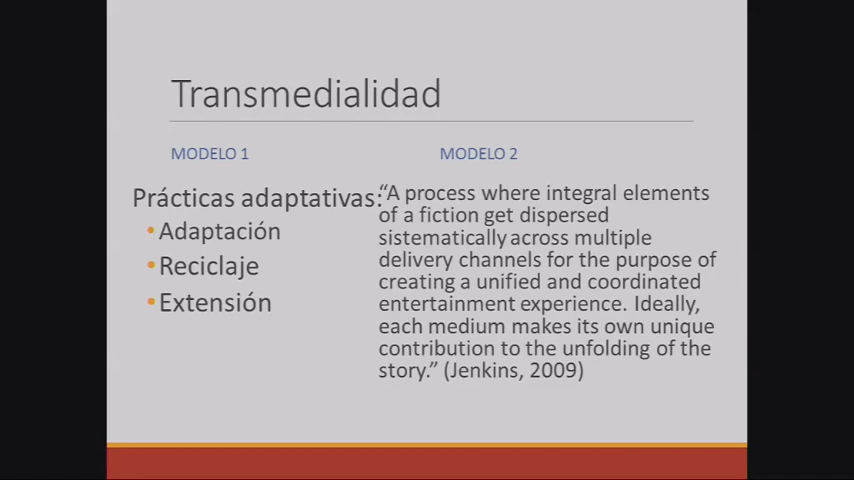 Transmedialidad
MODELO 1
Prácticas adaptativas:
•Adaptación
•Reciclaje
•Extensión
MODELO 2
“A process where integral elements
of a fiction get dispersed
sistematically across multiple
delivery channels for the purpose of
creating a unified and coordinated
entertainment experience. Ideally,
each medium makes its own unique
contribution to the unfolding of the
story.” (Jenkins, 2009)